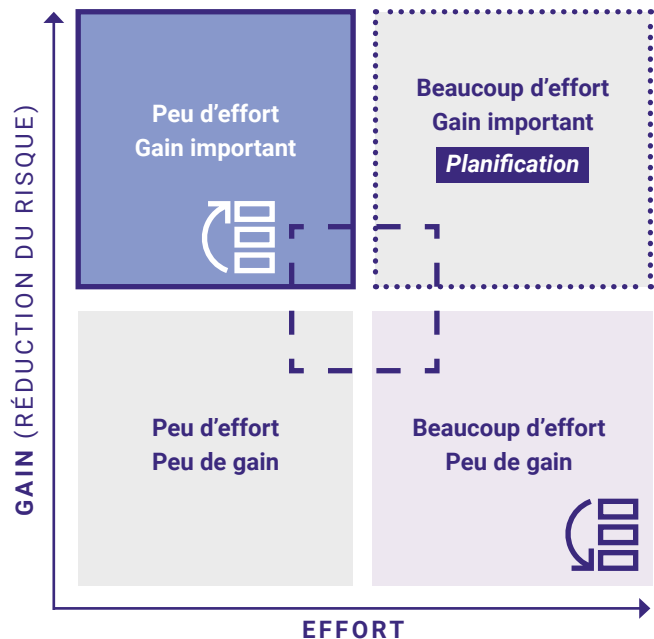 GAIN (RÉDUCTION DU RISQUE)
Peu d’effort
Gain important
Beaucoup d’effort
Gain important
Planification
Peu d’effort
Peu de gain
Beaucoup d’effort
Peu de gain
EFFORT